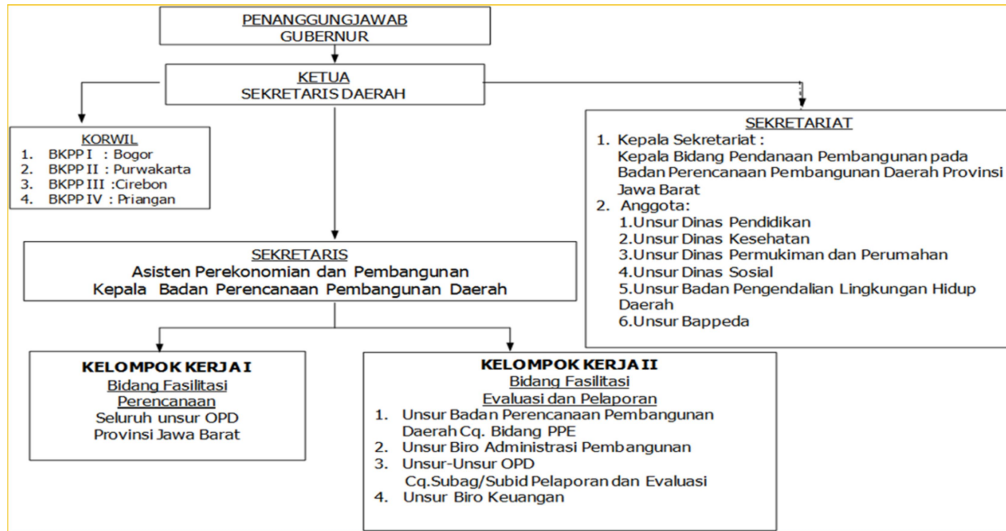 PENANGGUNGJAWAB
GUBERNUR
KETUA
SEKRETARIS DAERAH
KORWIL
1. BKPP I : Bogor
2. BKPP II : Purwakarta
3. BKPP III :Cirebon
4. BKPP IV : Priangan
SEKRETARIAT
1. Kepala Sekretariat :
Kepala Bidang Pendanaan Pembangunan pada
Badan Perencanaan Pembangunan Daerah Provinsi
Jawa Barat
2. Anggota:
1.Unsur Dinas Pendidikan
2.Unsur Dinas Kesehatan
3.Unsur Dinas Permukiman dan Perumahan
4.Unsur Dinas Sosial
5.Unsur Badan Pengendalian Lingkungan Hidup
Daerah
6.Unsur Bappeda
SEKRETARIS
Asisten Perekonomian dan Pembangunan
Kepala Badan Perencanaan Pembangunan Daerah
KELOMPOK KERJA I
Bidang Fasilitasi
Perencanaan
Seluruh unsur OPD
Provinsi Jawa Barat
KELOMPOK KERJA II
Bidang Fasilitasi
Evaluasi dan Pelaporan
1. Unsur Badan Perencanaan Pembangunan
Daerah Cq. Bidang PPE
2. Unsur Biro Administrasi Pembangunan
3. Unsur-Unsur OPD
Cq.Subag/Subid Pelaporan dan Evaluasi
4. Unsur Biro Keuangan